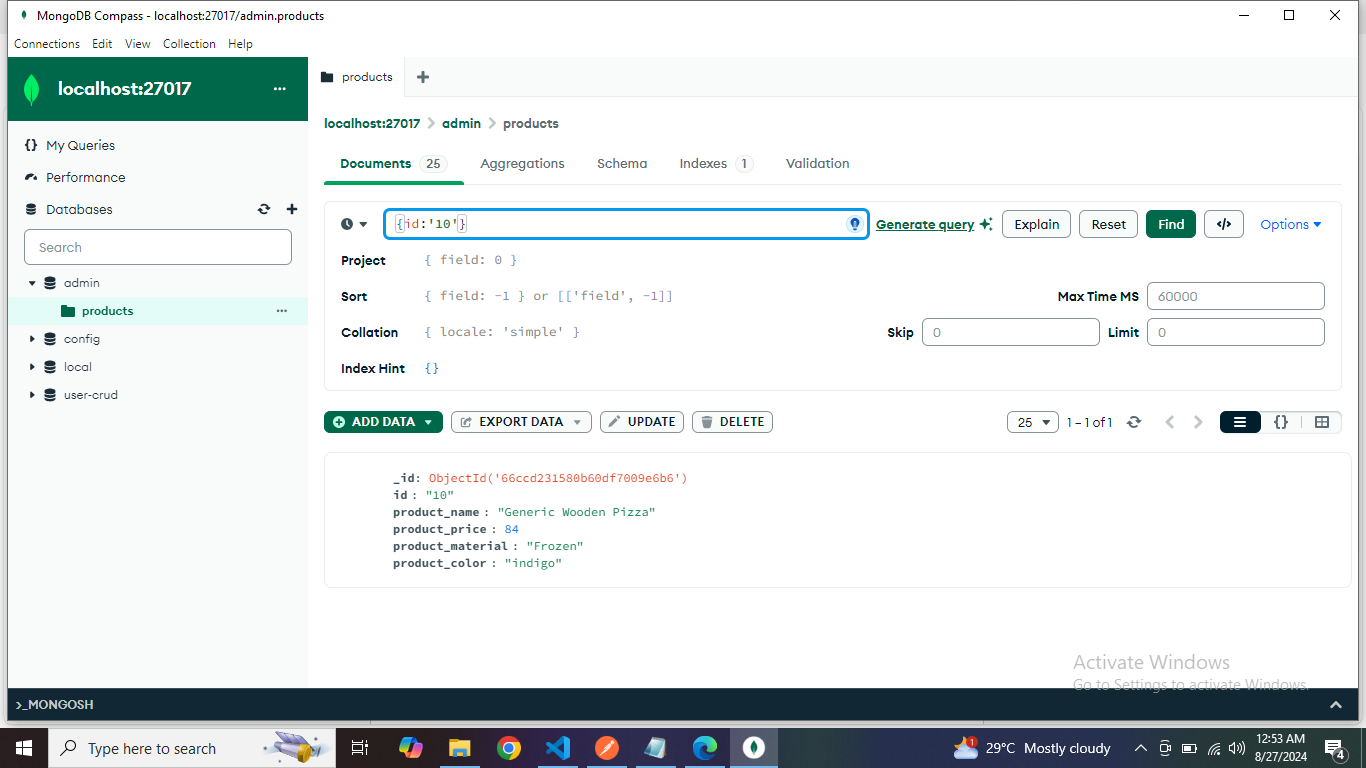 MongoDB Compass - localhost:27017/admin.products
Connections Edit View Collection Help
localhost:27017 ...
products
localhost:27017 > admin > products
{} My Queries
Performance
Databases
Search
admin
products ...
config
local
user-crud
Documents 25 Aggregations Schema Indexes 1 Validation
{id:'10'} Generate query Explain Reset Find </> Options
Project { field: 0 }
Sort { field: -1 } or [['field', -1]] Max Time MS 60000
Collation { locale: 'simple' } Skip 0 Limit 0
Index Hint {}
ADD DATA EXPORT DATA UPDATE DELETE 25 1 – 1 of 1 {}
_id: ObjectId('66ccd231580b60df7009e6b6')
id : "10"
product_name : "Generic Wooden Pizza"
product_price : 84
product_material : "Frozen"
product_color : "indigo"
Activate Windows
Go to Settings to activate Windows.
>_MONGOSH
Type here to search 1 29°C Mostly cloudy 12:53 AM
8/27/2024 4